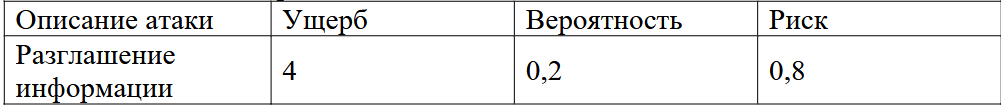 Описание атаки Ущерб Вероятность Риск
Разглашение
информации 4 0,2 0,8